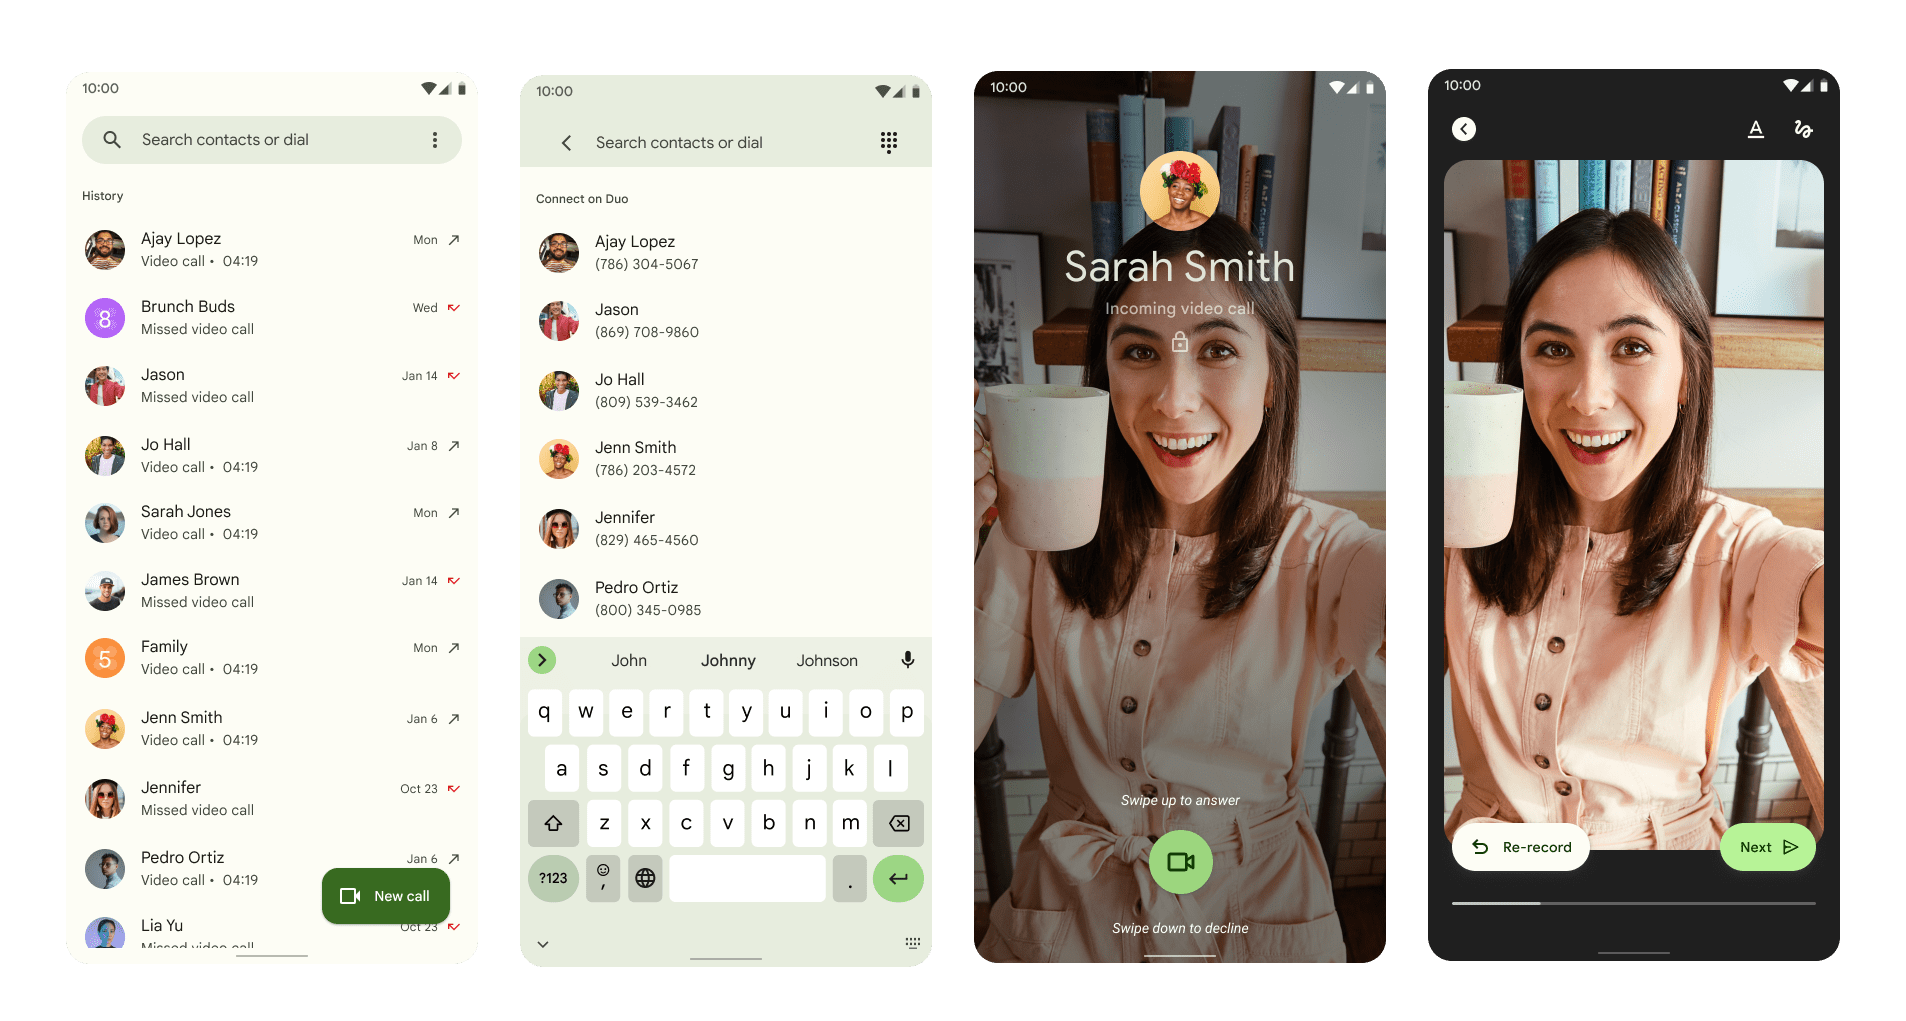 10:00
Search contacts or dial
History
Ajay Lopez
Mon
Video call • 04:19
8
Brunch Buds
Wed
Missed video call
Jason
Jan 14
Missed video call
Jo Hall
Jan 8
Video call • 04:19
Sarah Jones
Mon
Video call • 04:19
James Brown
Jan 14
Missed video call
5
Family
Mon
Video call • 04:19
Jenn Smith
Jan 6
Video call • 04:19
Jennifer
Oct 23
Missed video call
Pedro Ortiz
Jan 6
Video call • 04:19
New call
Lia Yu
Oct 23
Missed video call
10:00
Search contacts or dial
Connect on Duo
Ajay Lopez
(786) 304-5067
Jason
(869) 708-9860
Jo Hall
(809) 539-3462
Jenn Smith
(786) 203-4572
Jennifer
(829) 465-4560
Pedro Ortiz
(800) 345-0985
John Johnny Johnson
q w e r t y u i o p
a s d f g h j k l
z x c v b n m
?123 , .
10:00
Sarah Smith
Incoming video call
Swipe up to answer
Swipe down to decline
10:00
A
Re-record
Next